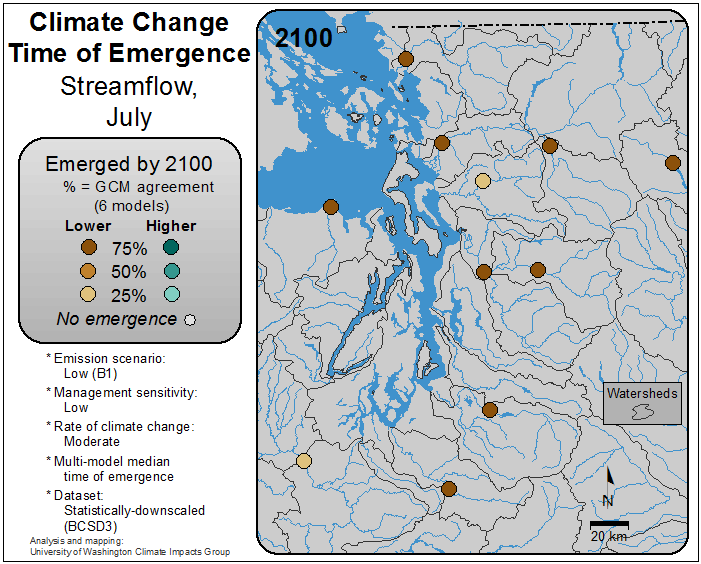 Climate Change
Time of Emergence
Streamflow,
July
Emerged by 2100
% = GCM agreement
(6 models)
Lower Higher
75%
50%
25%
No emergence
* Emission scenario:
Low (B1)
* Management sensitivity:
Low
* Rate of climate change:
Moderate
* Multi-model median
time of emergence
* Dataset:
Statistically-downscaled
(BCSD3)
Analysis and mapping:
University of Washington Climate Impacts Group
2100
Watersheds
N
20 km